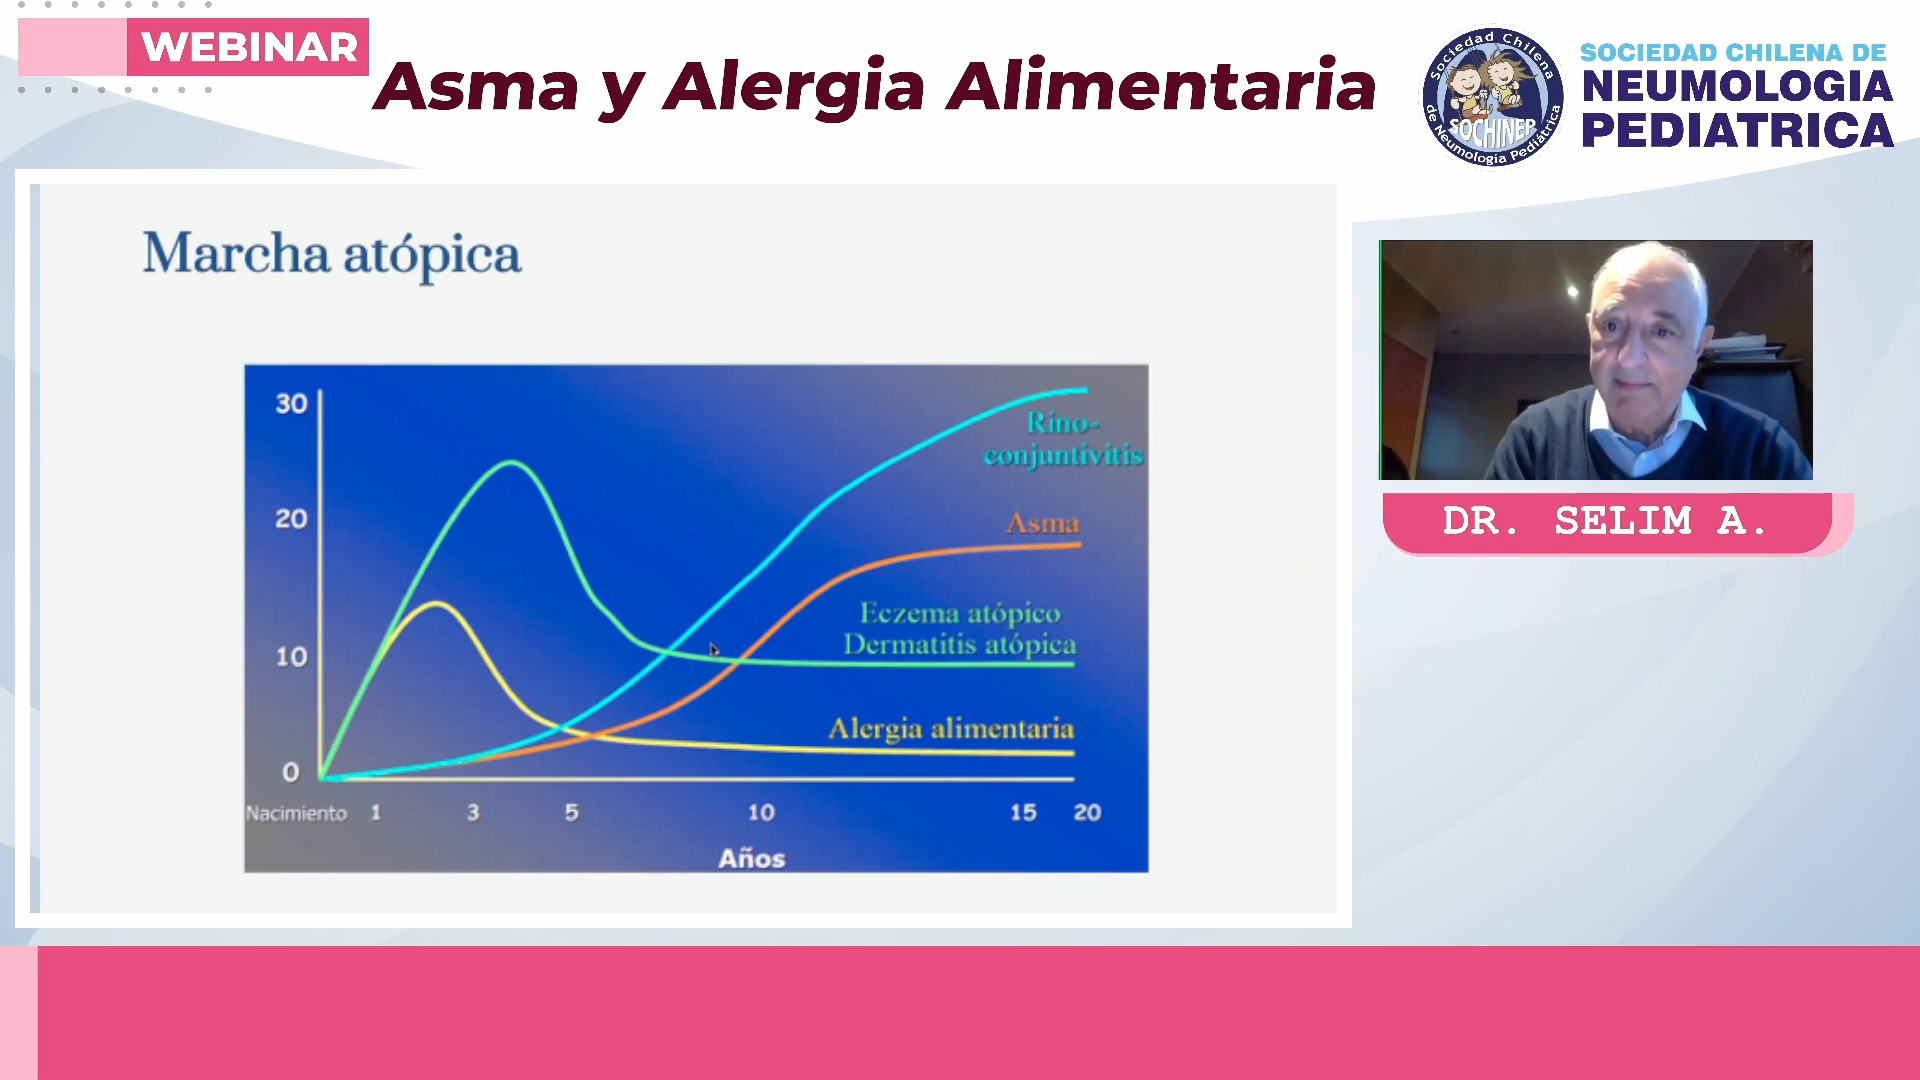 WEBINAR
Asma y Alergia Alimentaria
Sociedad Chilena
SOCHINEP
de Neumología Pediátrica
SOCIEDAD CHILENA DE
NEUMOLOGIA
PEDIATRICA
Marcha atópica
30
20
10
0
Rino-
conjuntivitis
Asma
Eczema atópico
Dermatitis atópica
Alergia alimentaria
Nacimiento 1 3 5 10 15 20
Años
DR. SELIM A.